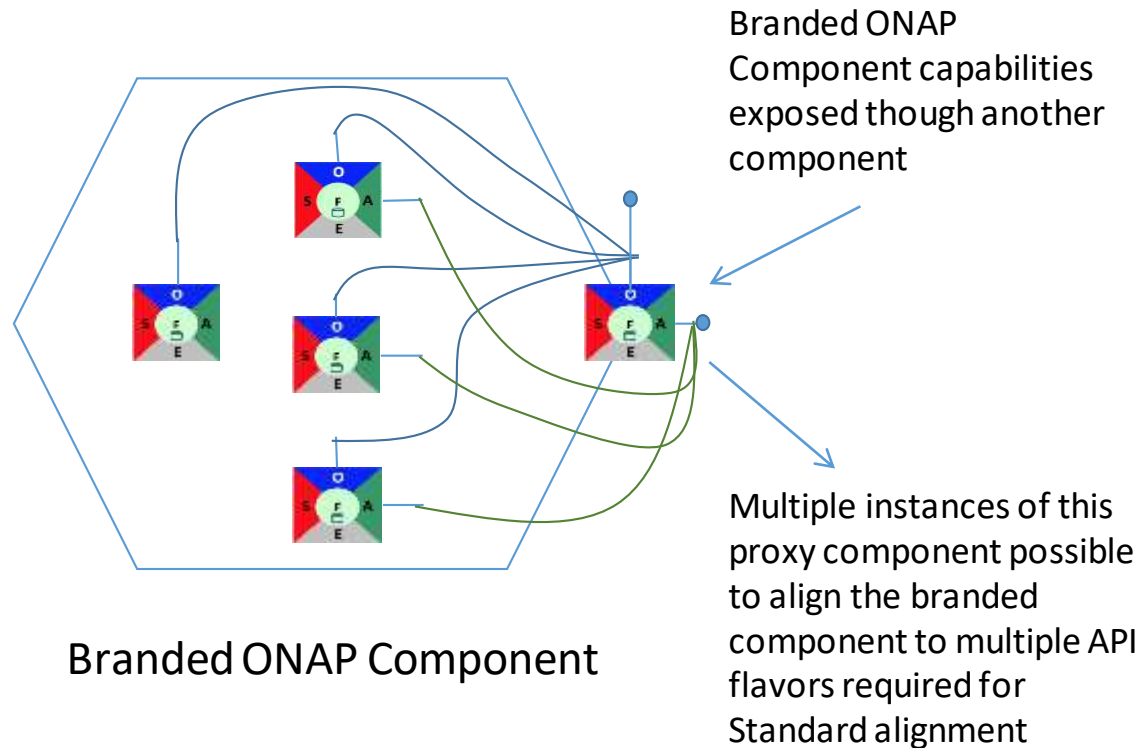 Branded ONAP
Component capabilities
exposed though another
component
O
S
F
A
E
O
S
F
A
E
O
S
F
A
E
O
S
F
A
E
O
S
F
A
E
Multiple instances of this
proxy component possible
to align the branded
component to multiple API
flavors required for
Standard alignment
Branded ONAP Component